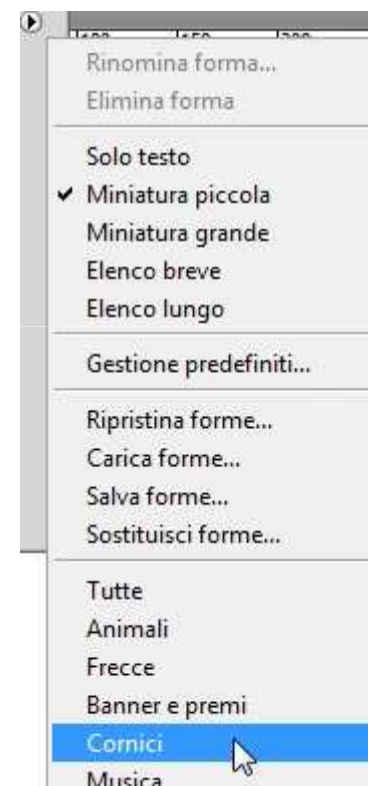 Rinomina forma...
Elimina forma
Solo testo
Miniatura piccola
Miniatura grande
Elenco breve
Elenco lungo
Gestione predefiniti...
Ripristina forme...
Carica forme...
Salva forme...
Sostituisci forme...
Tutte
Animali
Frecce
Banner e premi
Cornici
Musica